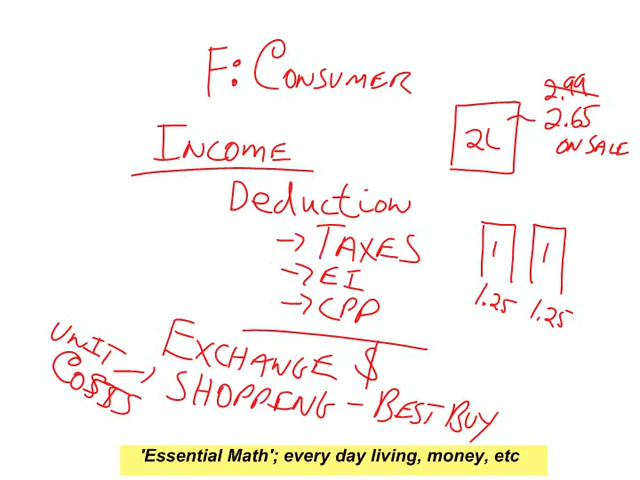 F: CONSUMER
2.99
2.65
ON SALE
2L
INCOME
Deduction
→ TAXES
→ EI
→ CPP
1 1
1.25 1.25
EXCHANGE $
UNIT
CO$$S → SHOPPING - BEST BUY
'Essential Math'; every day living, money, etc